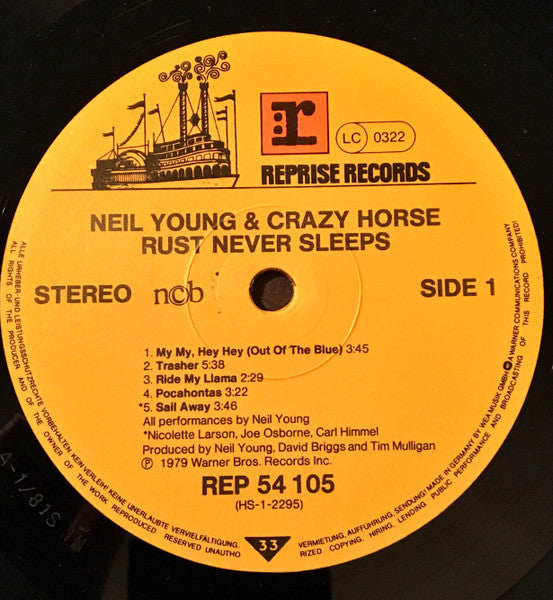 r
LC 0322
REPRISE RECORDS
NEIL YOUNG & CRAZY HORSE
RUST NEVER SLEEPS
STEREO n©b SIDE 1
1. My My, Hey Hey (Out Of The Blue) 3:45
2. Trasher 5:38
3. Ride My Llama 2:29
4. Pocahontas 3:22
*5. Sail Away 3:46
All performances by Neil Young
*Nicolette Larson, Joe Osborne, Carl Himmel
Produced by Neil Young, David Briggs and Tim Mulligan
℗ 1979 Warner Bros. Records Inc.
REP 54 105
(HS-1-2295)
33
ALLE URHEBER- UND LEISTUNGSSCHUTZRECHTE VORBEHALTEN KEIN VERLEIH! KEINE UNERLAUBTE VERVIELFÄLTIGUNG,
ALL RIGHTS OF THE PRODUCER AND OF THE OWNER OF THE WORK REPRODUCED RESERVED UNAUTHO
VERMIETUNG, AUFFÜHRUNG, SENDUNG! MADE IN GERMANY BY WEA MUSIK GMBH A WARNER COMMUNICATIONS COMPANY
RIZED COPYING, HIRING, LENDING PUBLIC PERFORMANCE AND BROADCASTING OF THIS RECORD PROHIBITED!